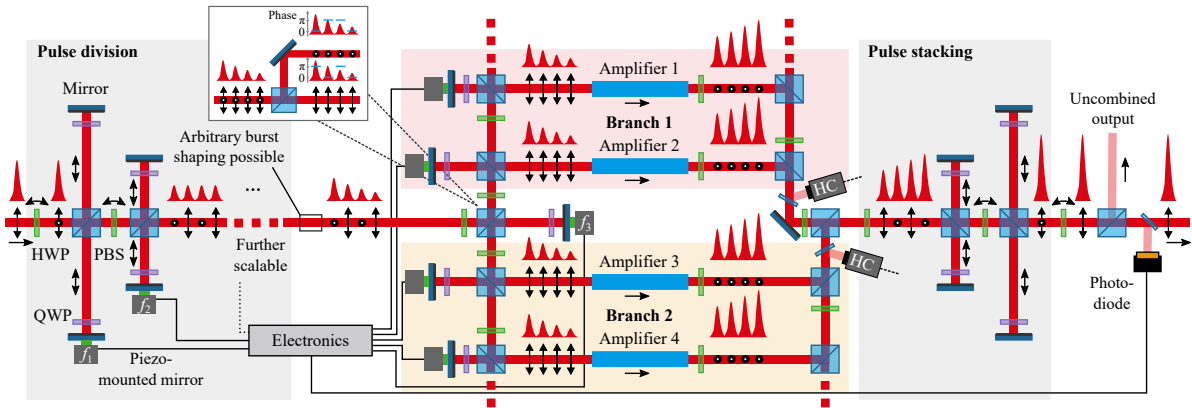 Pulse division
Mirror
HWP
PBS
QWP
f1
f2
Piezo-
mounted mirror
Phase
π
0
π
0
Arbitrary burst
shaping possible
...
Further
scalable
Electronics
f3
Amplifier 1
Branch 1
Amplifier 2
Amplifier 3
Branch 2
Amplifier 4
HC
HC
Pulse stacking
Uncombined
output
Photo-
diode